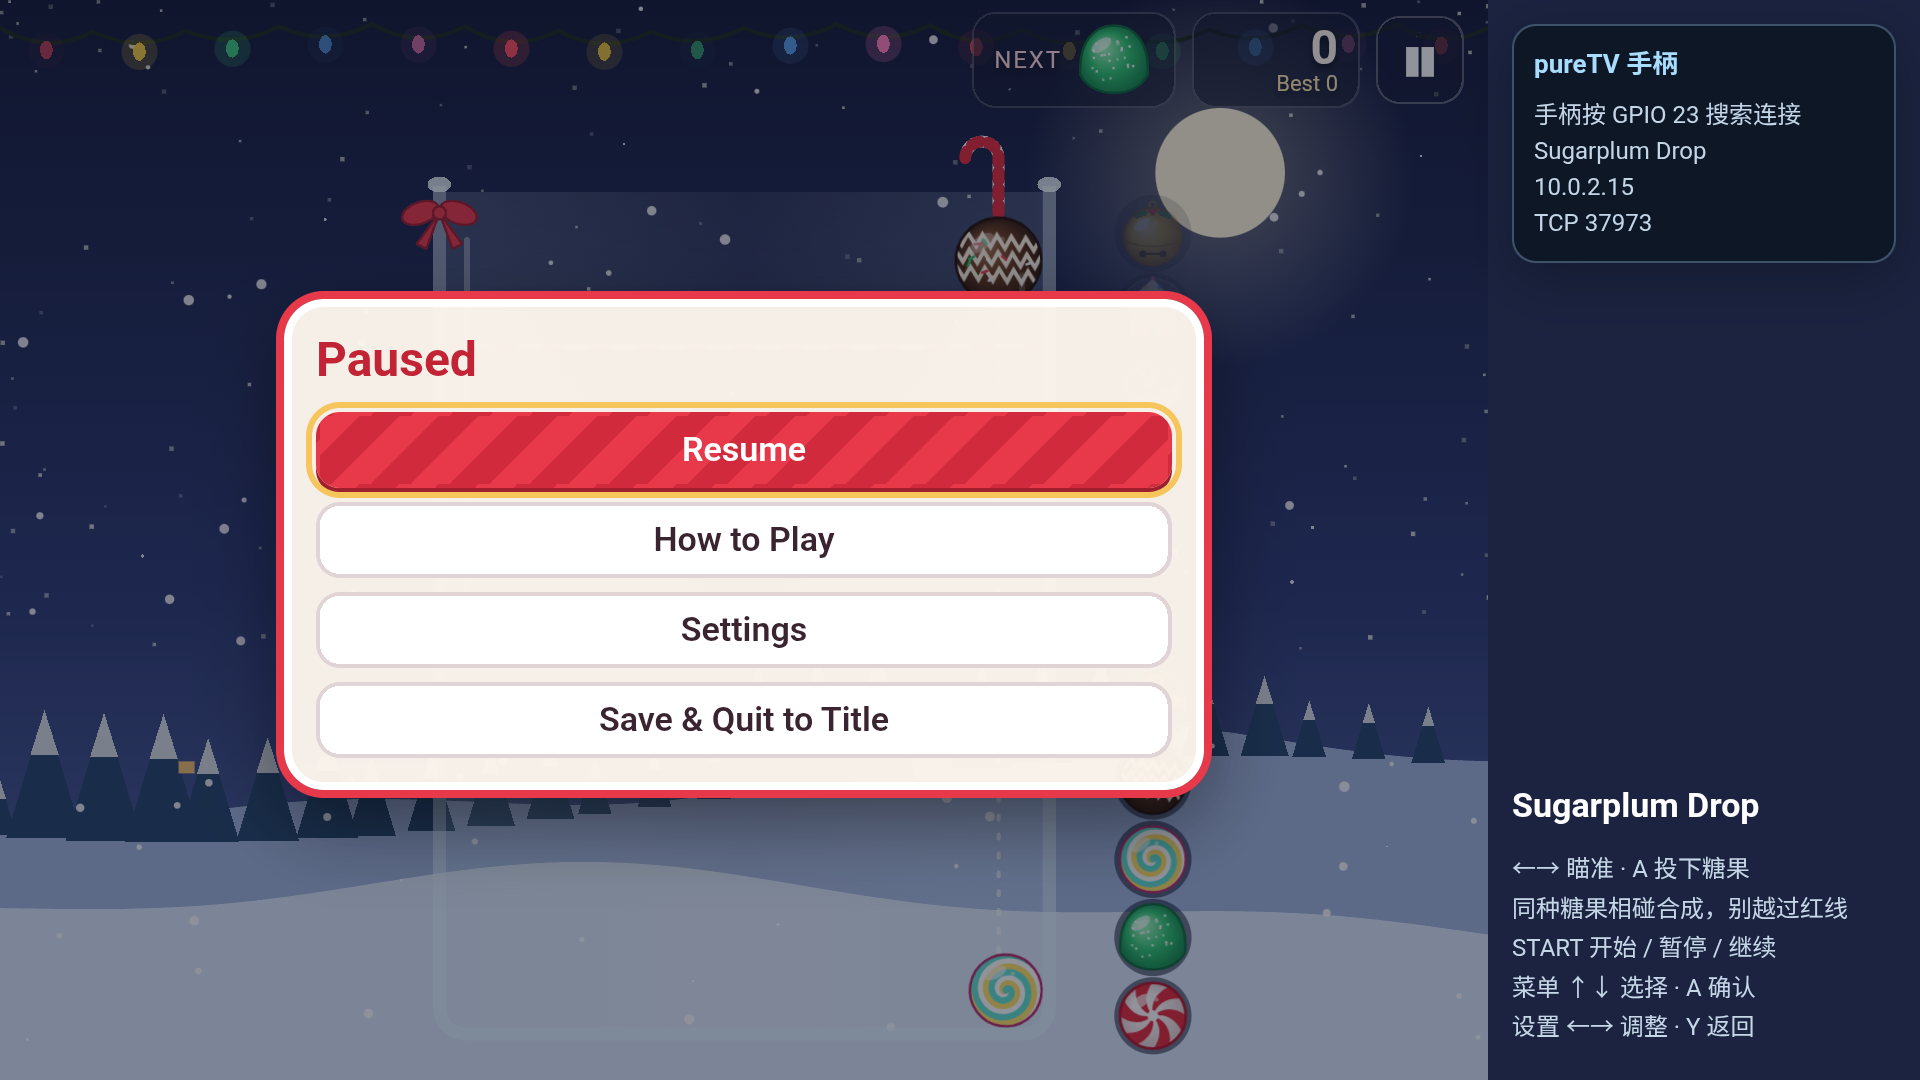 NEXT
0
Best 0
Paused
Resume
How to Play
Settings
Save & Quit to Title
pureTV 手柄
手柄按 GPIO 23 搜索连接
Sugarplum Drop
10.0.2.15
TCP 37973
Sugarplum Drop
←→ 瞄准 · A 投下糖果
同种糖果相碰合成，别越过红线
START 开始 / 暂停 / 继续
菜单 ↑↓ 选择 · A 确认
设置 ←→ 调整 · Y 返回